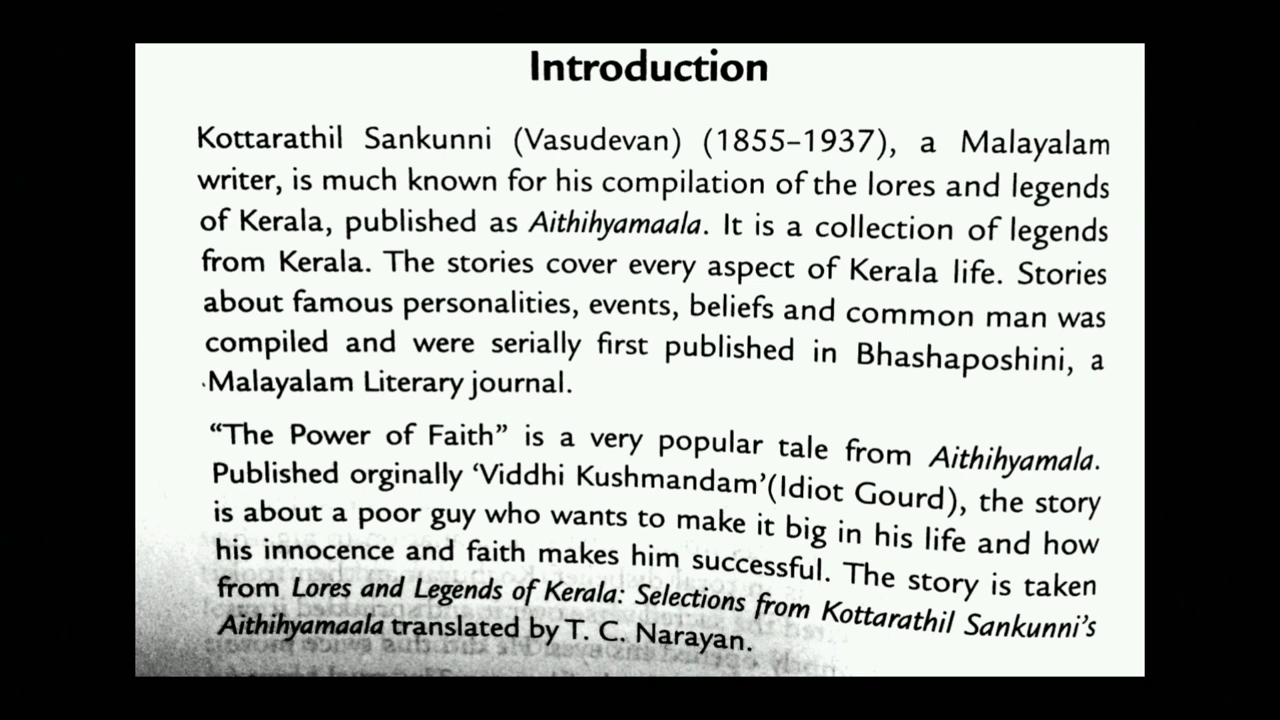 Introduction
Kottarathil Sankunni (Vasudevan) (1855–1937), a Malayalam
writer, is much known for his compilation of the lores and legends
of Kerala, published as Aithihyamaala. It is a collection of legends
from Kerala. The stories cover every aspect of Kerala life. Stories
about famous personalities, events, beliefs and common man was
compiled and were serially first published in Bhashaposhini, a
Malayalam Literary journal.
“The Power of Faith” is a very popular tale from Aithihyamala.
Published orginally ‘Viddhi Kushmandam’(Idiot Gourd), the story
is about a poor guy who wants to make it big in his life and how
his innocence and faith makes him successful. The story is taken
from Lores and Legends of Kerala: Selections from Kottarathil Sankunni’s
Aithihyamaala translated by T. C. Narayan.